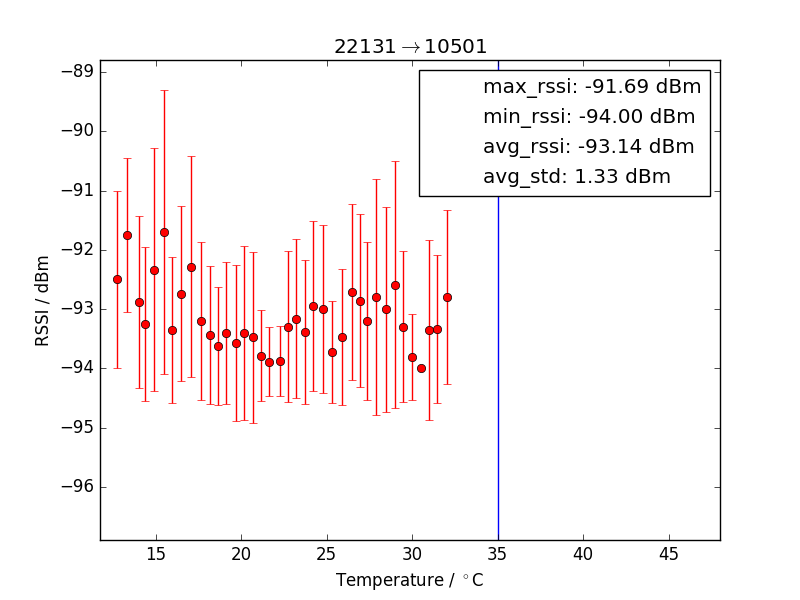 22131→10501
max_rssi: -91.69 dBm
min_rssi: -94.00 dBm
avg_rssi: -93.14 dBm
avg_std: 1.33 dBm
−89
−90
−91
−92
−93
−94
−95
−96
RSSI / dBm
15 20 25 30 35 40 45
Temperature / °C